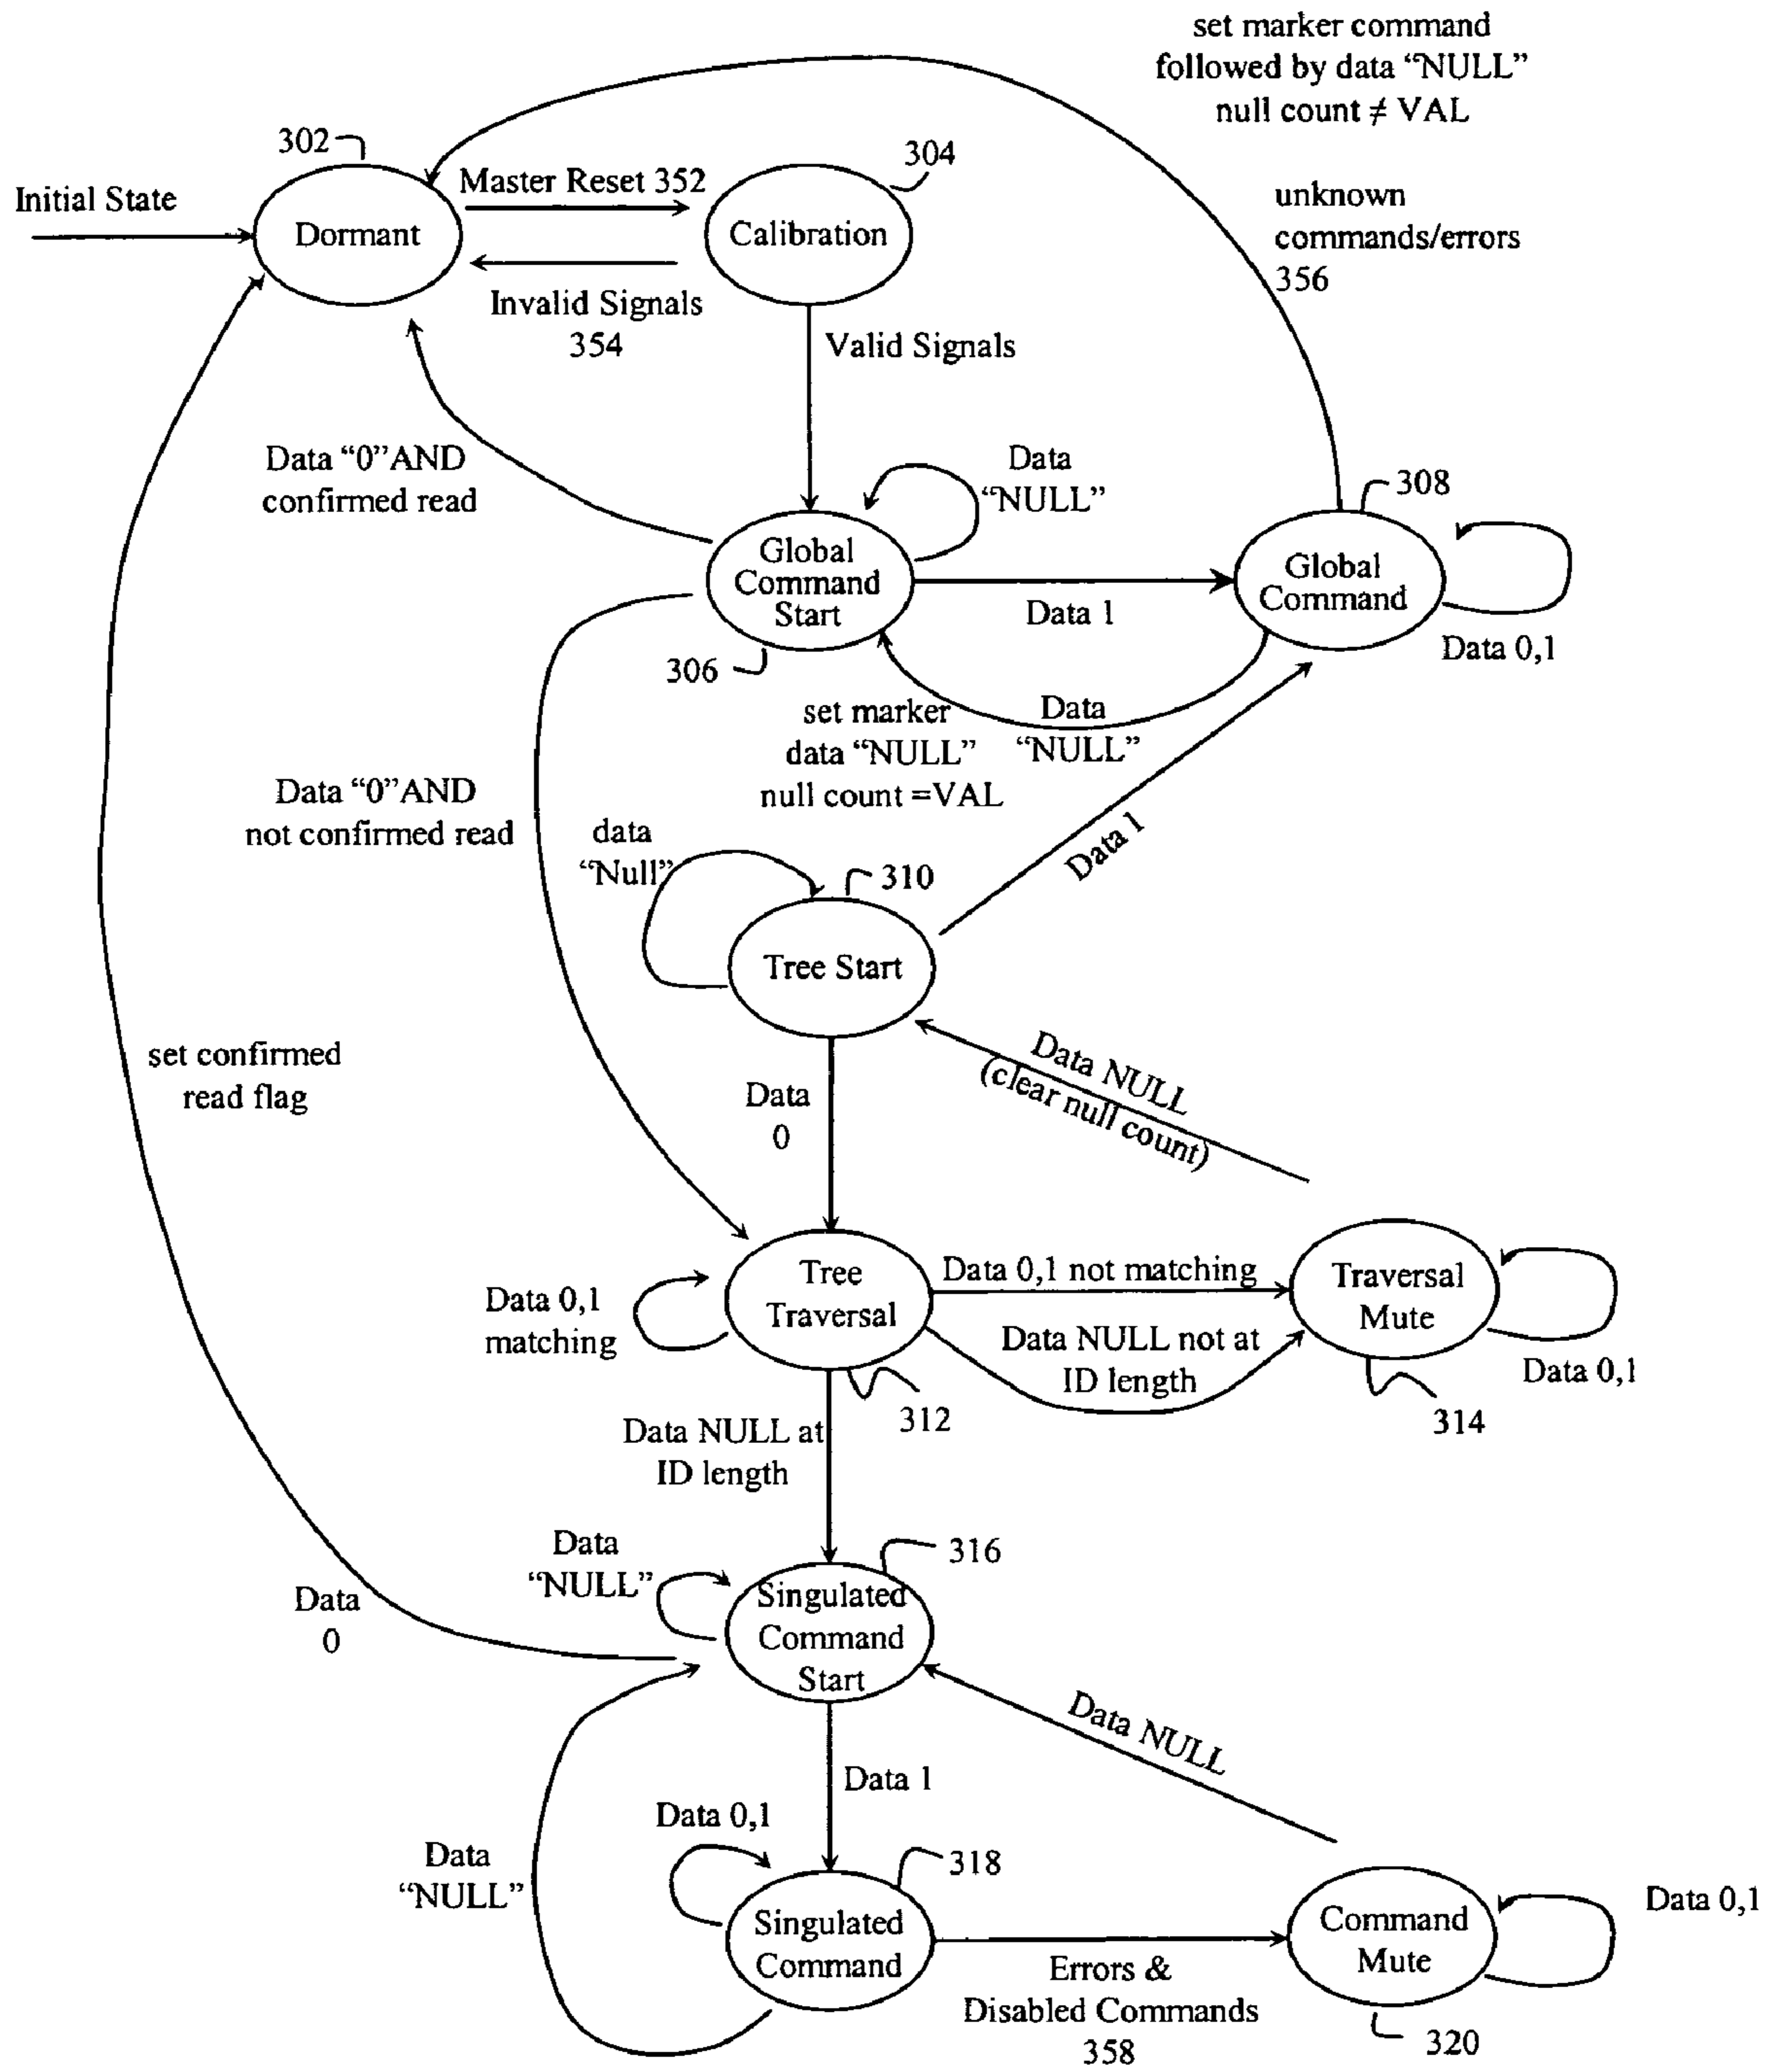 set marker command
followed by data “NULL”
null count ≠ VAL
302
304
Initial State
Master Reset 352
Dormant
Calibration
unknown
commands/errors
356
Invalid Signals
354
Valid Signals
Data “0”AND
confirmed read
Data
“NULL”
308
Global
Command
Start
Global
Command
Data 1
306
Data 0,1
set marker
data “NULL”
null count =VAL
Data
“NULL”
Data “0”AND
not confirmed read
data
“Null”
Data 1
310
Tree Start
set confirmed
read flag
Data
0
Data NULL
(clear null count)
Tree
Traversal
Data 0,1 not matching
Traversal
Mute
Data 0,1
matching
Data NULL not at
ID length
Data 0,1
312
314
Data NULL at
ID length
Data
“NULL”
316
Singulated
Command
Start
Data
0
Data NULL
Data 1
Data 0,1
318
Data
“NULL”
Singulated
Command
Command
Mute
Data 0,1
Errors &
Disabled Commands
358
320